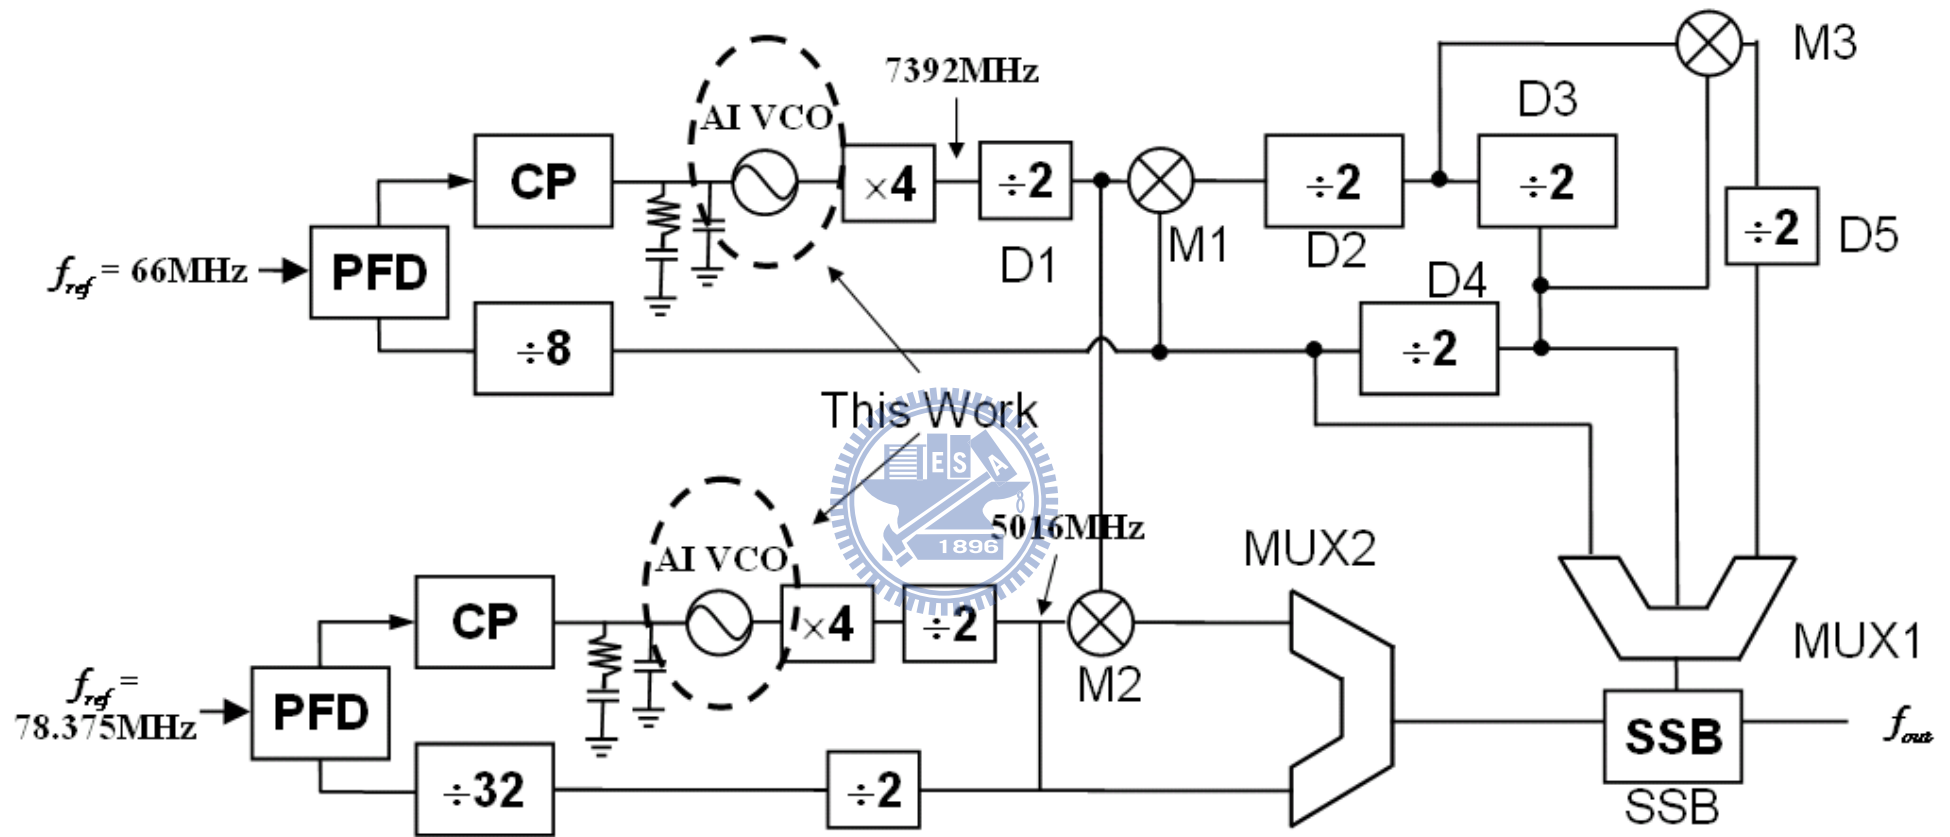 M3
7392MHz
D3
AI VCO
CP
×4
÷2
÷2
÷2
M1
÷2
D5
D1
D2
f_ref = 66MHz
PFD
D4
÷8
÷2
This Work
E S A
1896
5016MHz
MUX2
AI VCO
CP
×4
÷2
M2
MUX1
f_ref =
78.375MHz
PFD
SSB
f_out
÷32
÷2
SSB